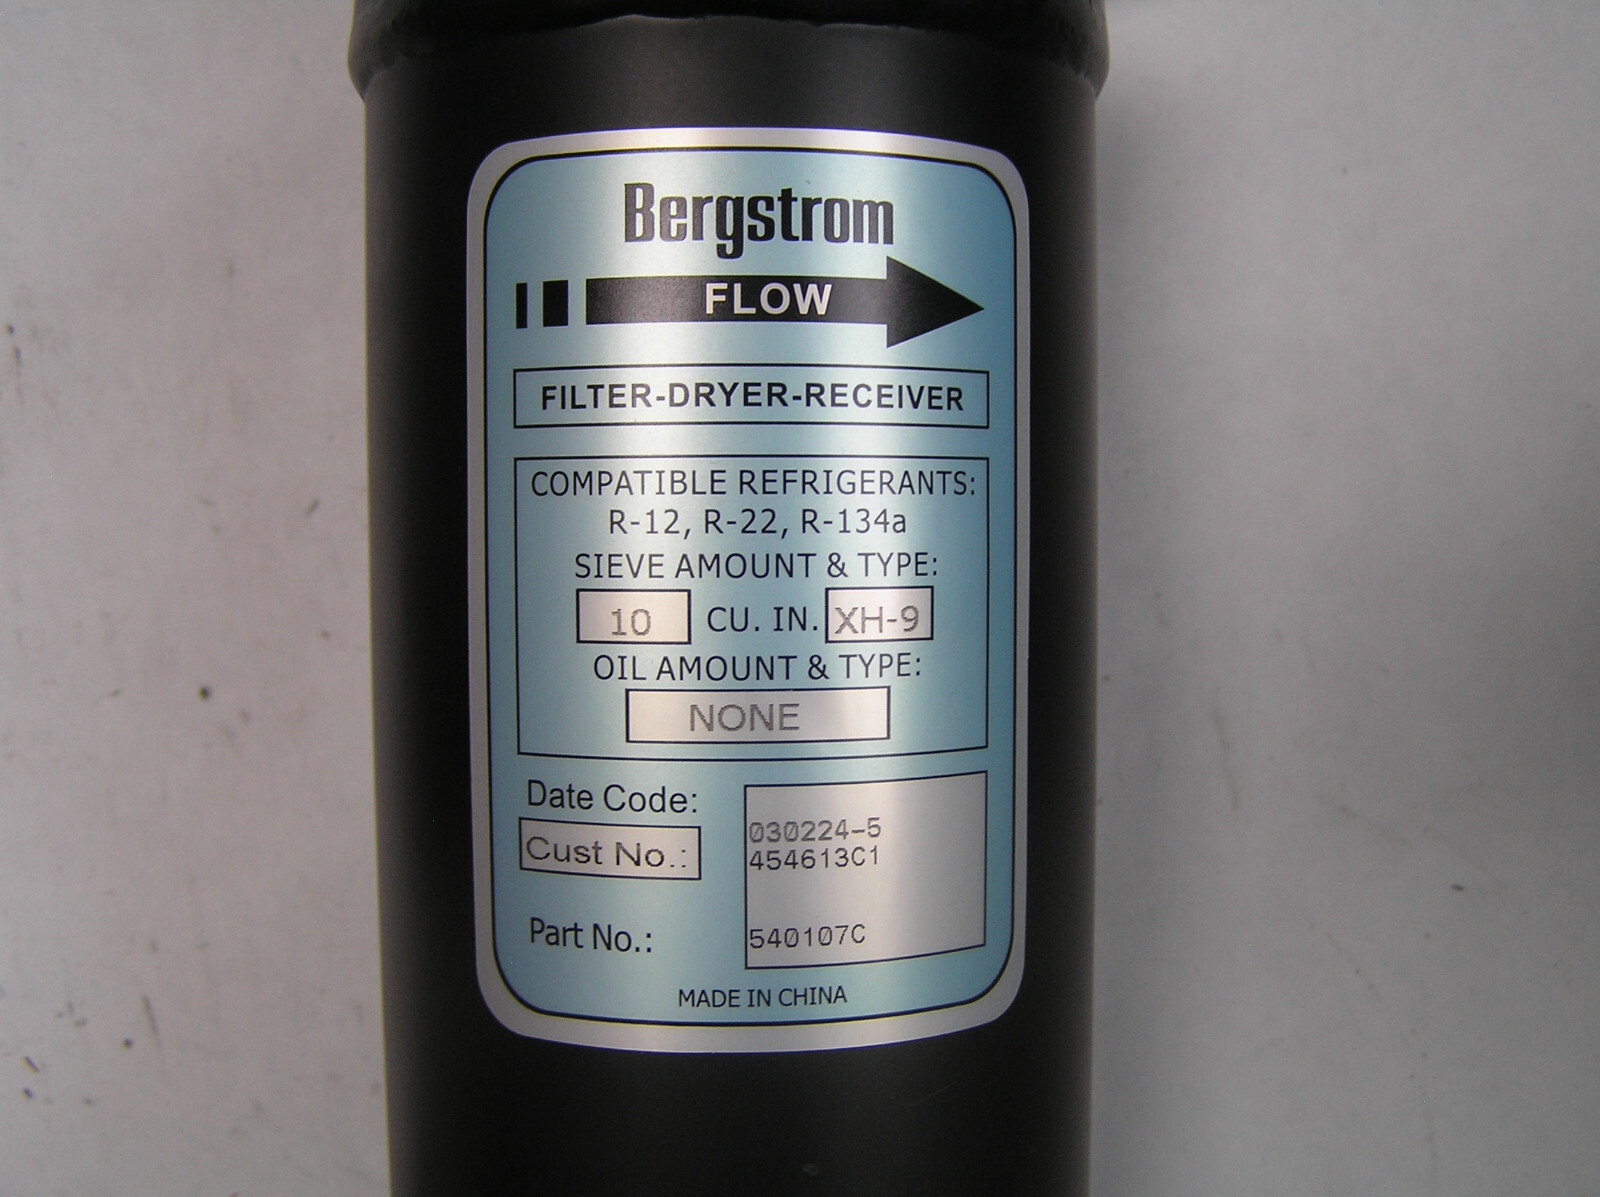 Bergstrom
FLOW
FILTER-DRYER-RECEIVER
COMPATIBLE REFRIGERANTS:
R-12, R-22, R-134a
SIEVE AMOUNT & TYPE:
10 CU. IN. XH-9
OIL AMOUNT & TYPE:
NONE
Date Code: 030224-5
Cust No.: 454613C1
Part No.: 540107C
MADE IN CHINA